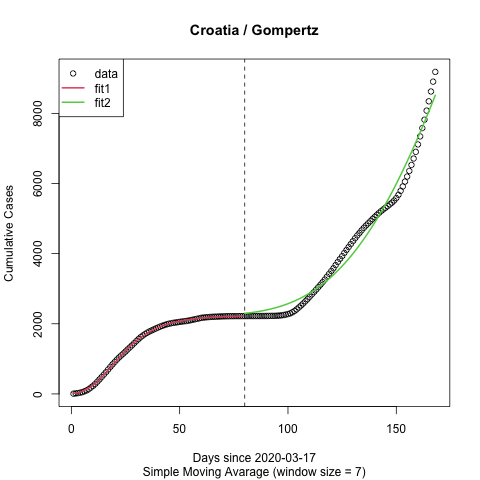 Croatia / Gompertz
data
fit1
fit2
Cumulative Cases
8000
6000
4000
2000
0
0 50 100 150
Days since 2020-03-17
Simple Moving Avarage (window size = 7)